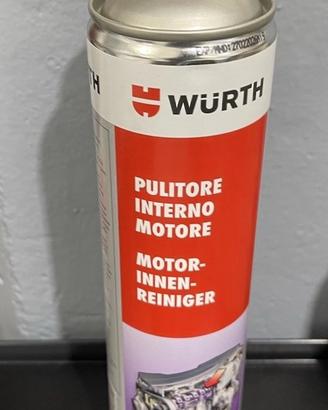 WÜRTH
PULITORE
INTERNO
MOTORE
MOTOR-
INNEN-
REINIGER